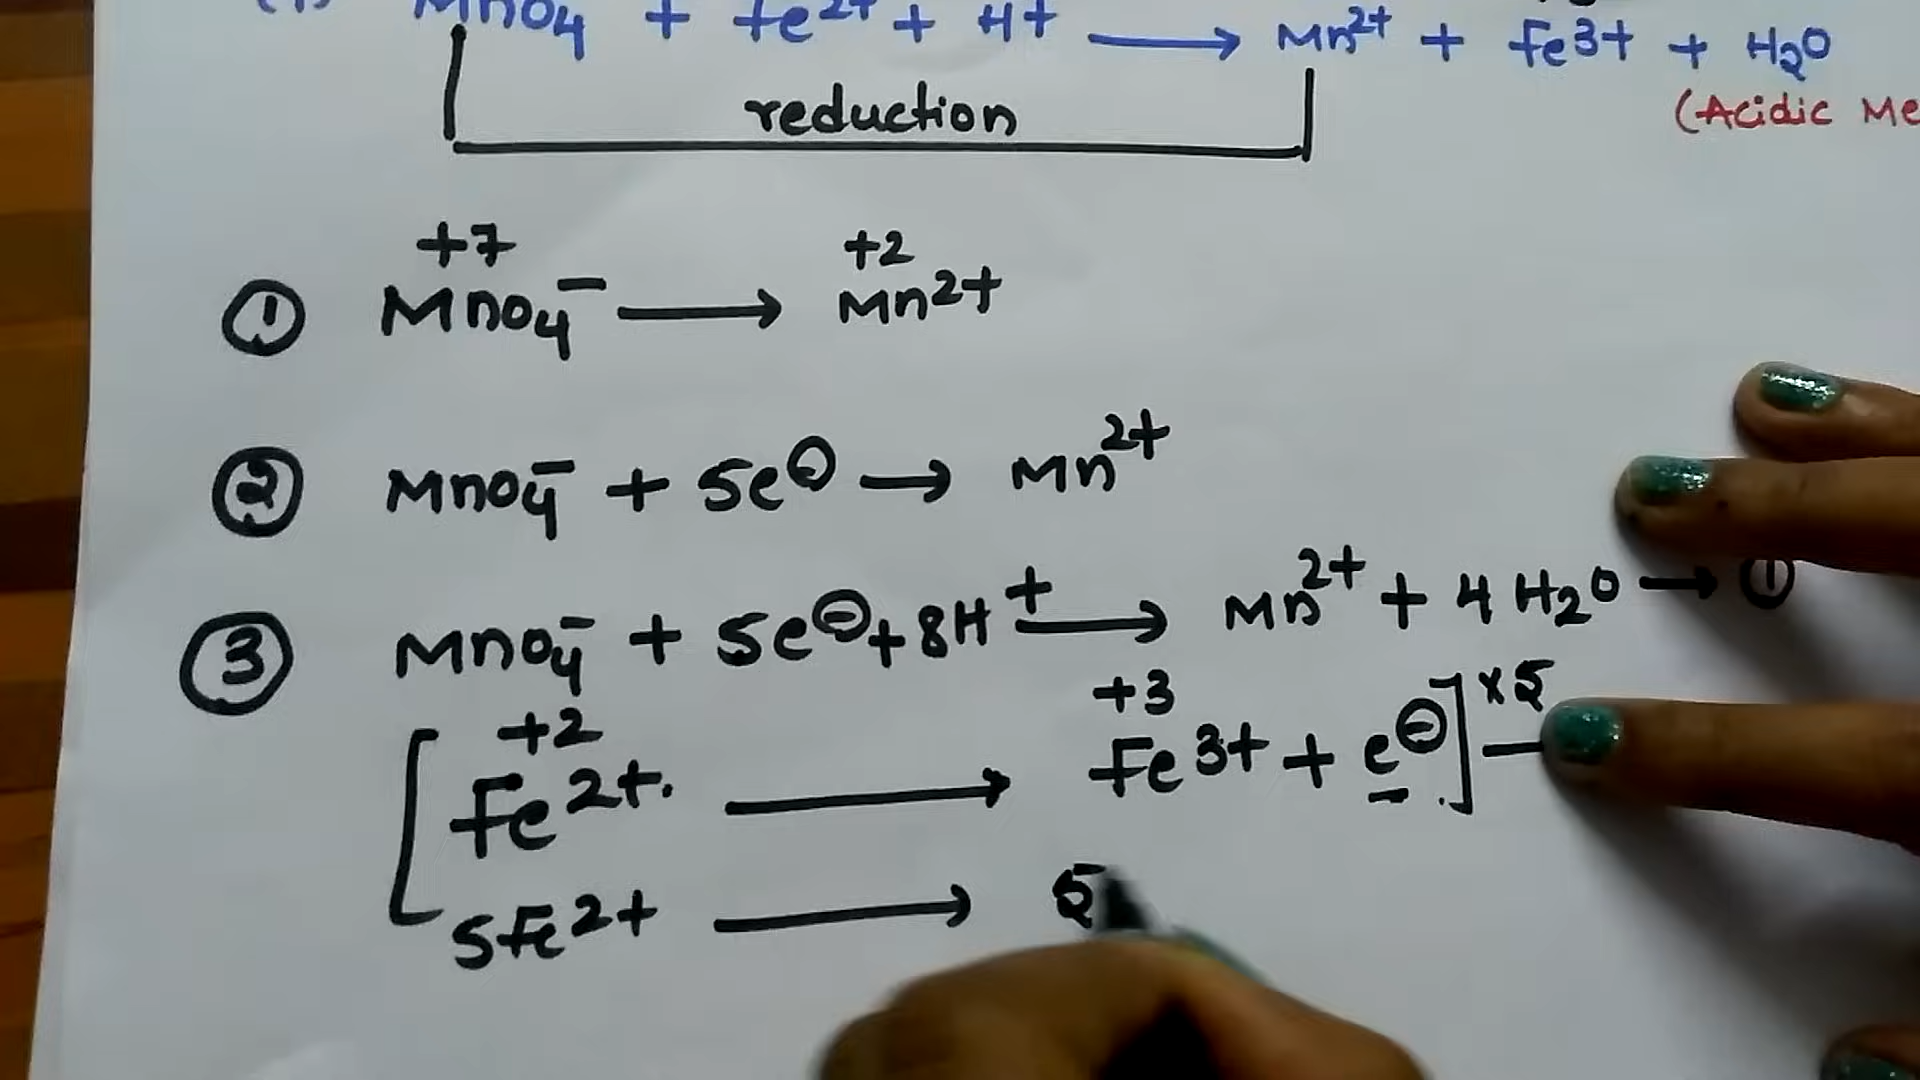 MnO4 + Fe2+ + H+ → Mn2+ + Fe3+ + H2O
reduction
(Acidic Me
+7 +2
① MnO4− → Mn2+
② MnO4− + 5e⊖ → Mn2+
③ MnO4− + 5e⊖ + 8H+ → Mn2+ + 4H2O → ①
+2 +3
[Fe2+. → Fe3+ + e⊖] ×5 —
5Fe2+ → 5